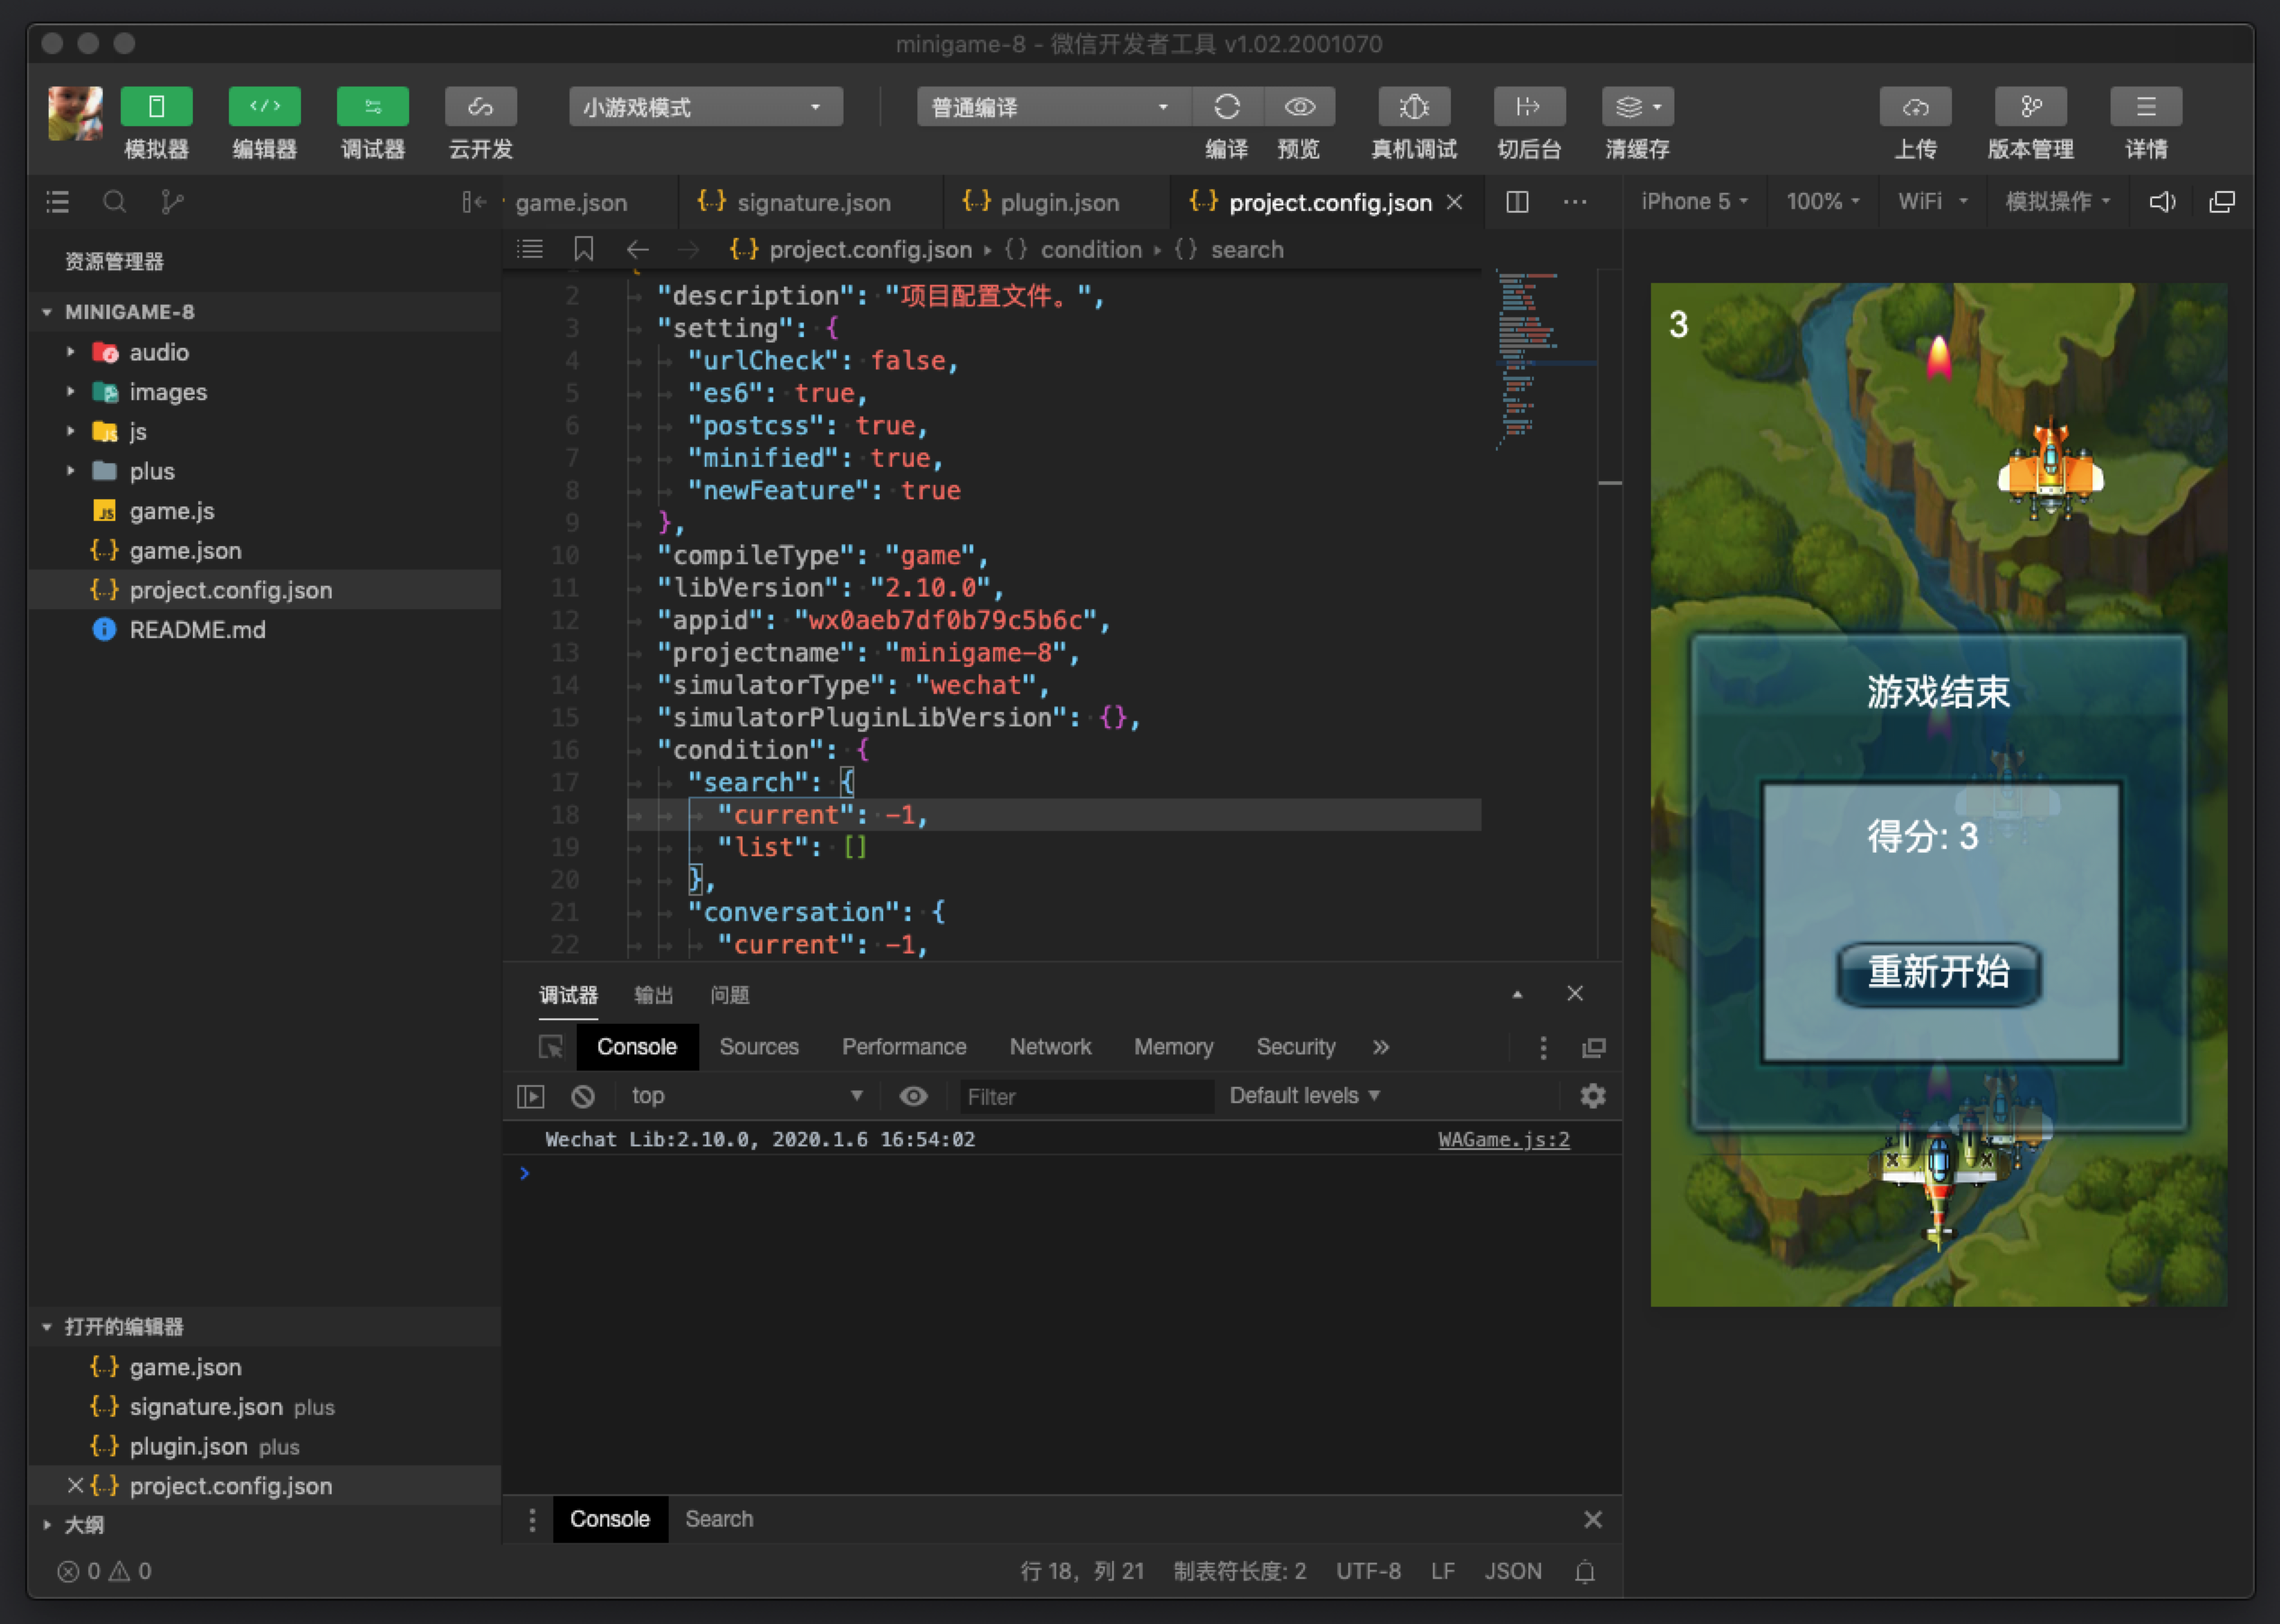 minigame-8 - 微信开发者工具 v1.02.2001070
模拟器 编辑器 调试器 云开发 小游戏模式 普通编译 编译 预览 真机调试 切后台 清缓存 上传 版本管理 详情
game.json signature.json plugin.json project.config.json iPhone 5 100% WiFi 模拟操作
project.config.json condition search
资源管理器
MINIGAME-8
audio
images
js
plus
game.js
game.json
project.config.json
README.md
2 "description": "项目配置文件。",
3 "setting": {
4 "urlCheck": false,
5 "es6": true,
6 "postcss": true,
7 "minified": true,
8 "newFeature": true
9 },
10 "compileType": "game",
11 "libVersion": "2.10.0",
12 "appid": "wx0aeb7df0b79c5b6c",
13 "projectname": "minigame-8",
14 "simulatorType": "wechat",
15 "simulatorPluginLibVersion": {},
16 "condition": {
17 "search": {
18 "current": -1,
19 "list": []
20 },
21 "conversation": {
22 "current": -1,
调试器 输出 问题
Console Sources Performance Network Memory Security
top Filter Default levels
Wechat Lib:2.10.0, 2020.1.6 16:54:02 WAGame.js:2
3
游戏结束
得分: 3
重新开始
打开的编辑器
game.json
signature.json plus
plugin.json plus
project.config.json
大纲
Console Search
0 0 行 18，列 21 制表符长度: 2 UTF-8 LF JSON